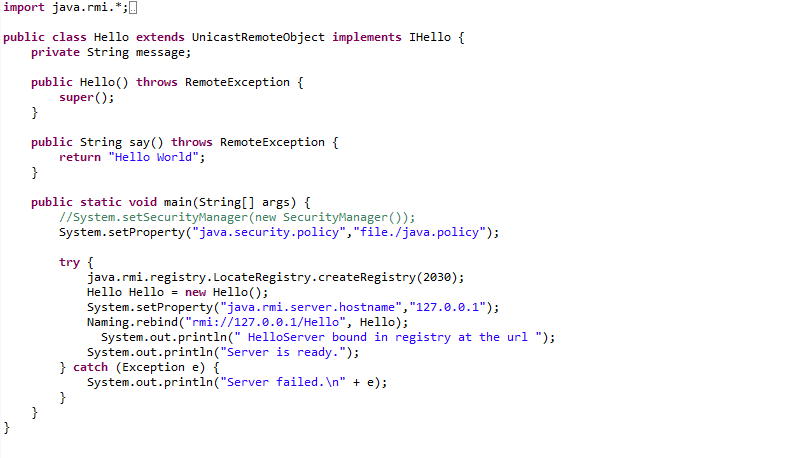 import java.rmi.*;
public class Hello extends UnicastRemoteObject implements IHello {
private String message;
public Hello() throws RemoteException {
super();
}
public String say() throws RemoteException {
return "Hello World";
}
public static void main(String[] args) {
//System.setSecurityManager(new SecurityManager());
System.setProperty("java.security.policy","file./java.policy");
try {
java.rmi.registry.LocateRegistry.createRegistry(2030);
Hello Hello = new Hello();
System.setProperty("java.rmi.server.hostname","127.0.0.1");
Naming.rebind("rmi://127.0.0.1/Hello", Hello);
System.out.println(" HelloServer bound in registry at the url ");
System.out.println("Server is ready.");
} catch (Exception e) {
System.out.println("Server failed.\n" + e);
}
}
}